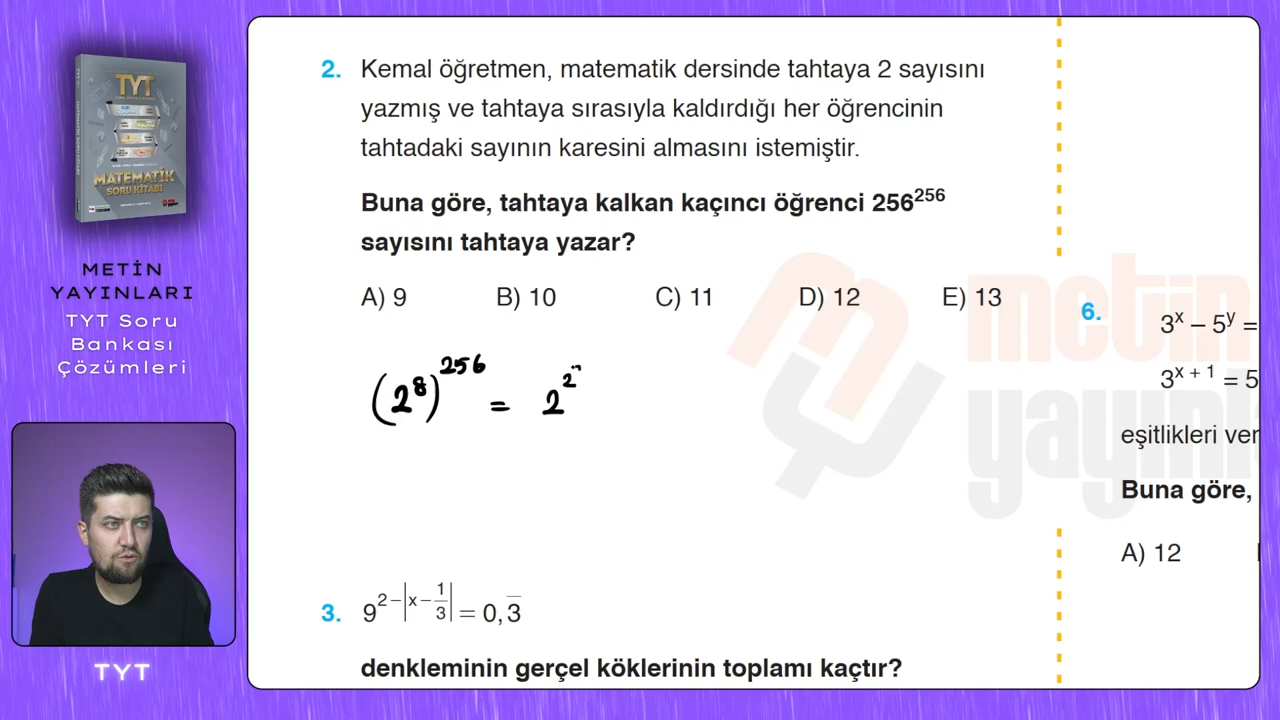 TYT
MATEMATİK
SORU KİTABI
METİN
YAYINLARI
TYT Soru
Bankası
Çözümleri
TYT
2. Kemal öğretmen, matematik dersinde tahtaya 2 sayısını
yazmış ve tahtaya sırasıyla kaldırdığı her öğrencinin
tahtadaki sayının karesini almasını istemiştir.
Buna göre, tahtaya kalkan kaçıncı öğrenci 256^256
sayısını tahtaya yazar?
A) 9 B) 10 C) 11 D) 12 E) 13
(2^8)^256 = 2^2
3. 9^(2-|x-1/3|) = 0,3̅
denkleminin gerçel köklerinin toplamı kaçtır?
metin
yayınla
6. 3^x – 5^y =
3^(x + 1) = 5
eşitlikleri ver
Buna göre,
A) 12